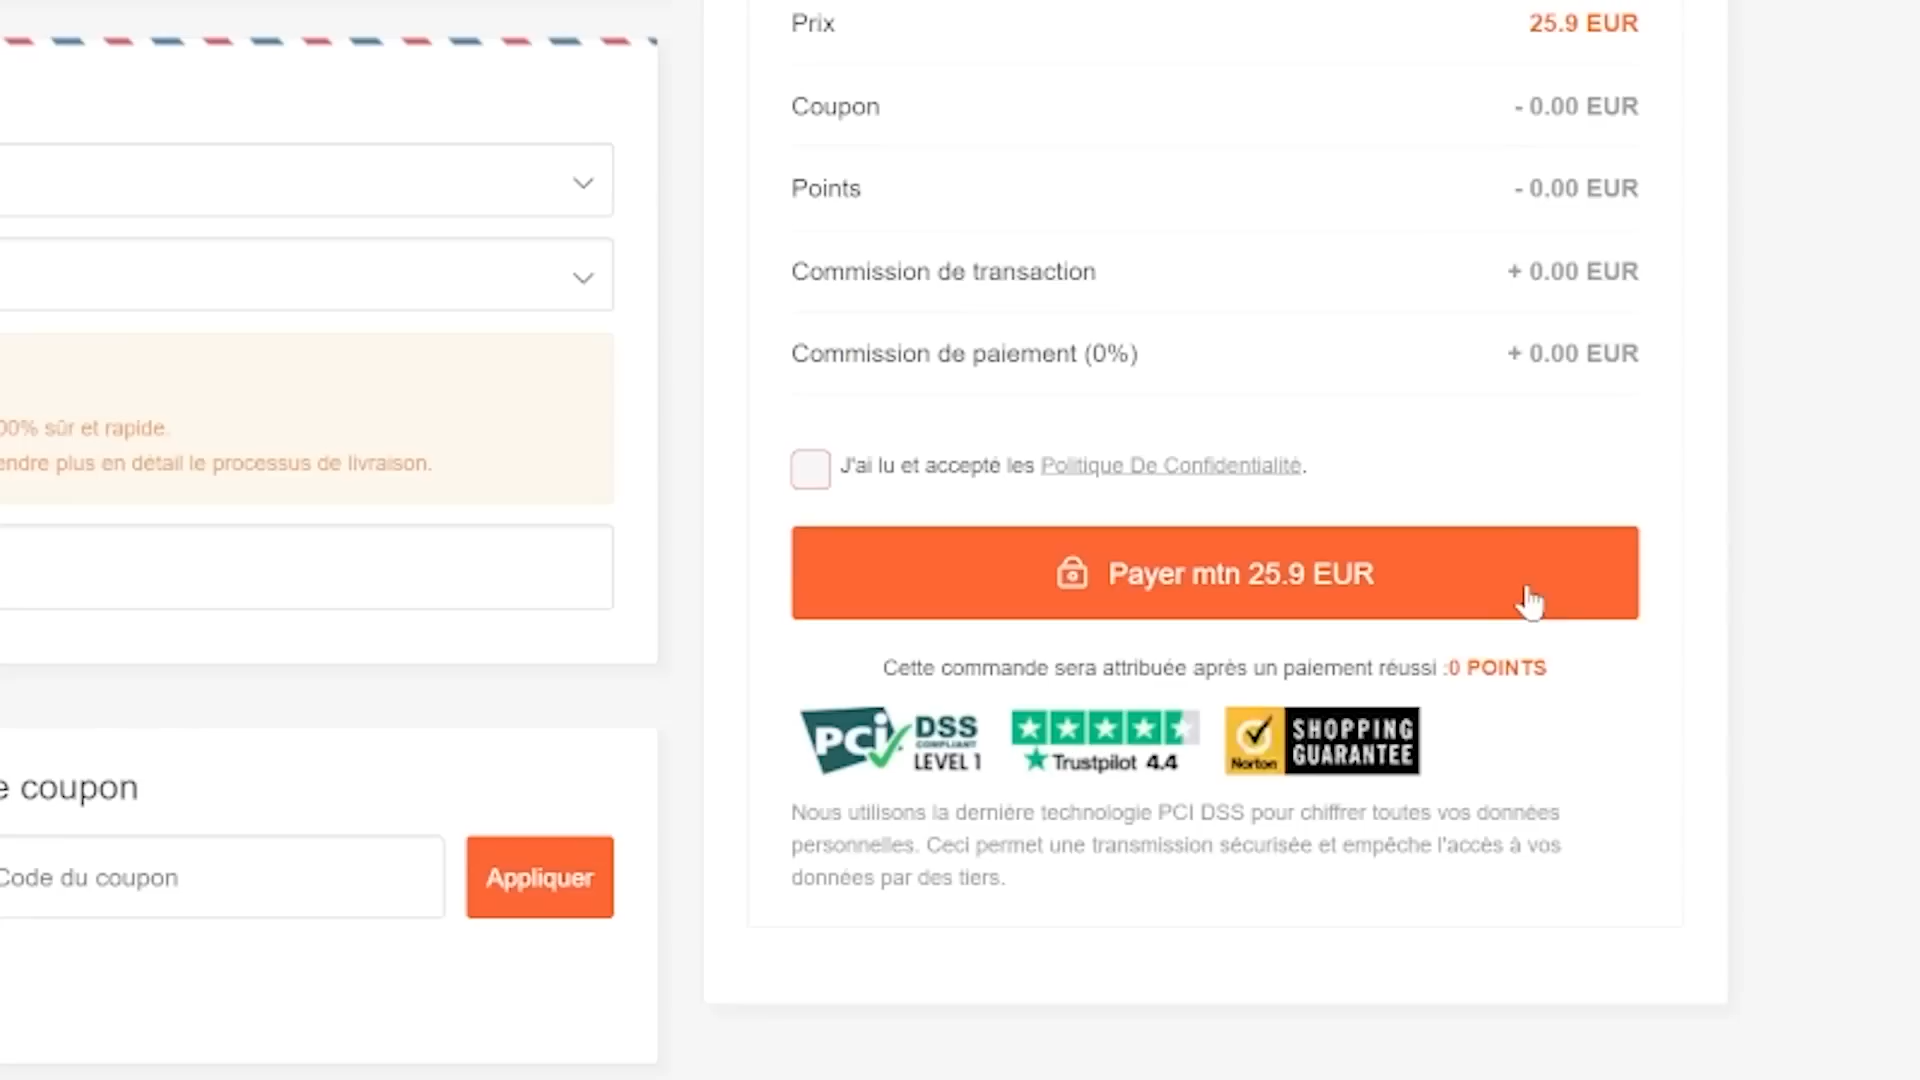 Prix
25.9 EUR
Coupon
- 0.00 EUR
Points
- 0.00 EUR
Commission de transaction
+ 0.00 EUR
Commission de paiement (0%)
+ 0.00 EUR
00% sûr et rapide.
endre plus en détail le processus de livraison.
e coupon
Code du coupon
Appliquer
J'ai lu et accepté les Politique De Confidentialité.
Payer mtn 25.9 EUR
Cette commande sera attribuée après un paiement réussi :0 POINTS
PCi DSS
COMPLIANT
LEVEL 1
Trustpilot 4.4
Norton
SHOPPING
GUARANTEE
Nous utilisons la dernière technologie PCI DSS pour chiffrer toutes vos données
personnelles. Ceci permet une transmission sécurisée et empêche l'accès à vos
données par des tiers.